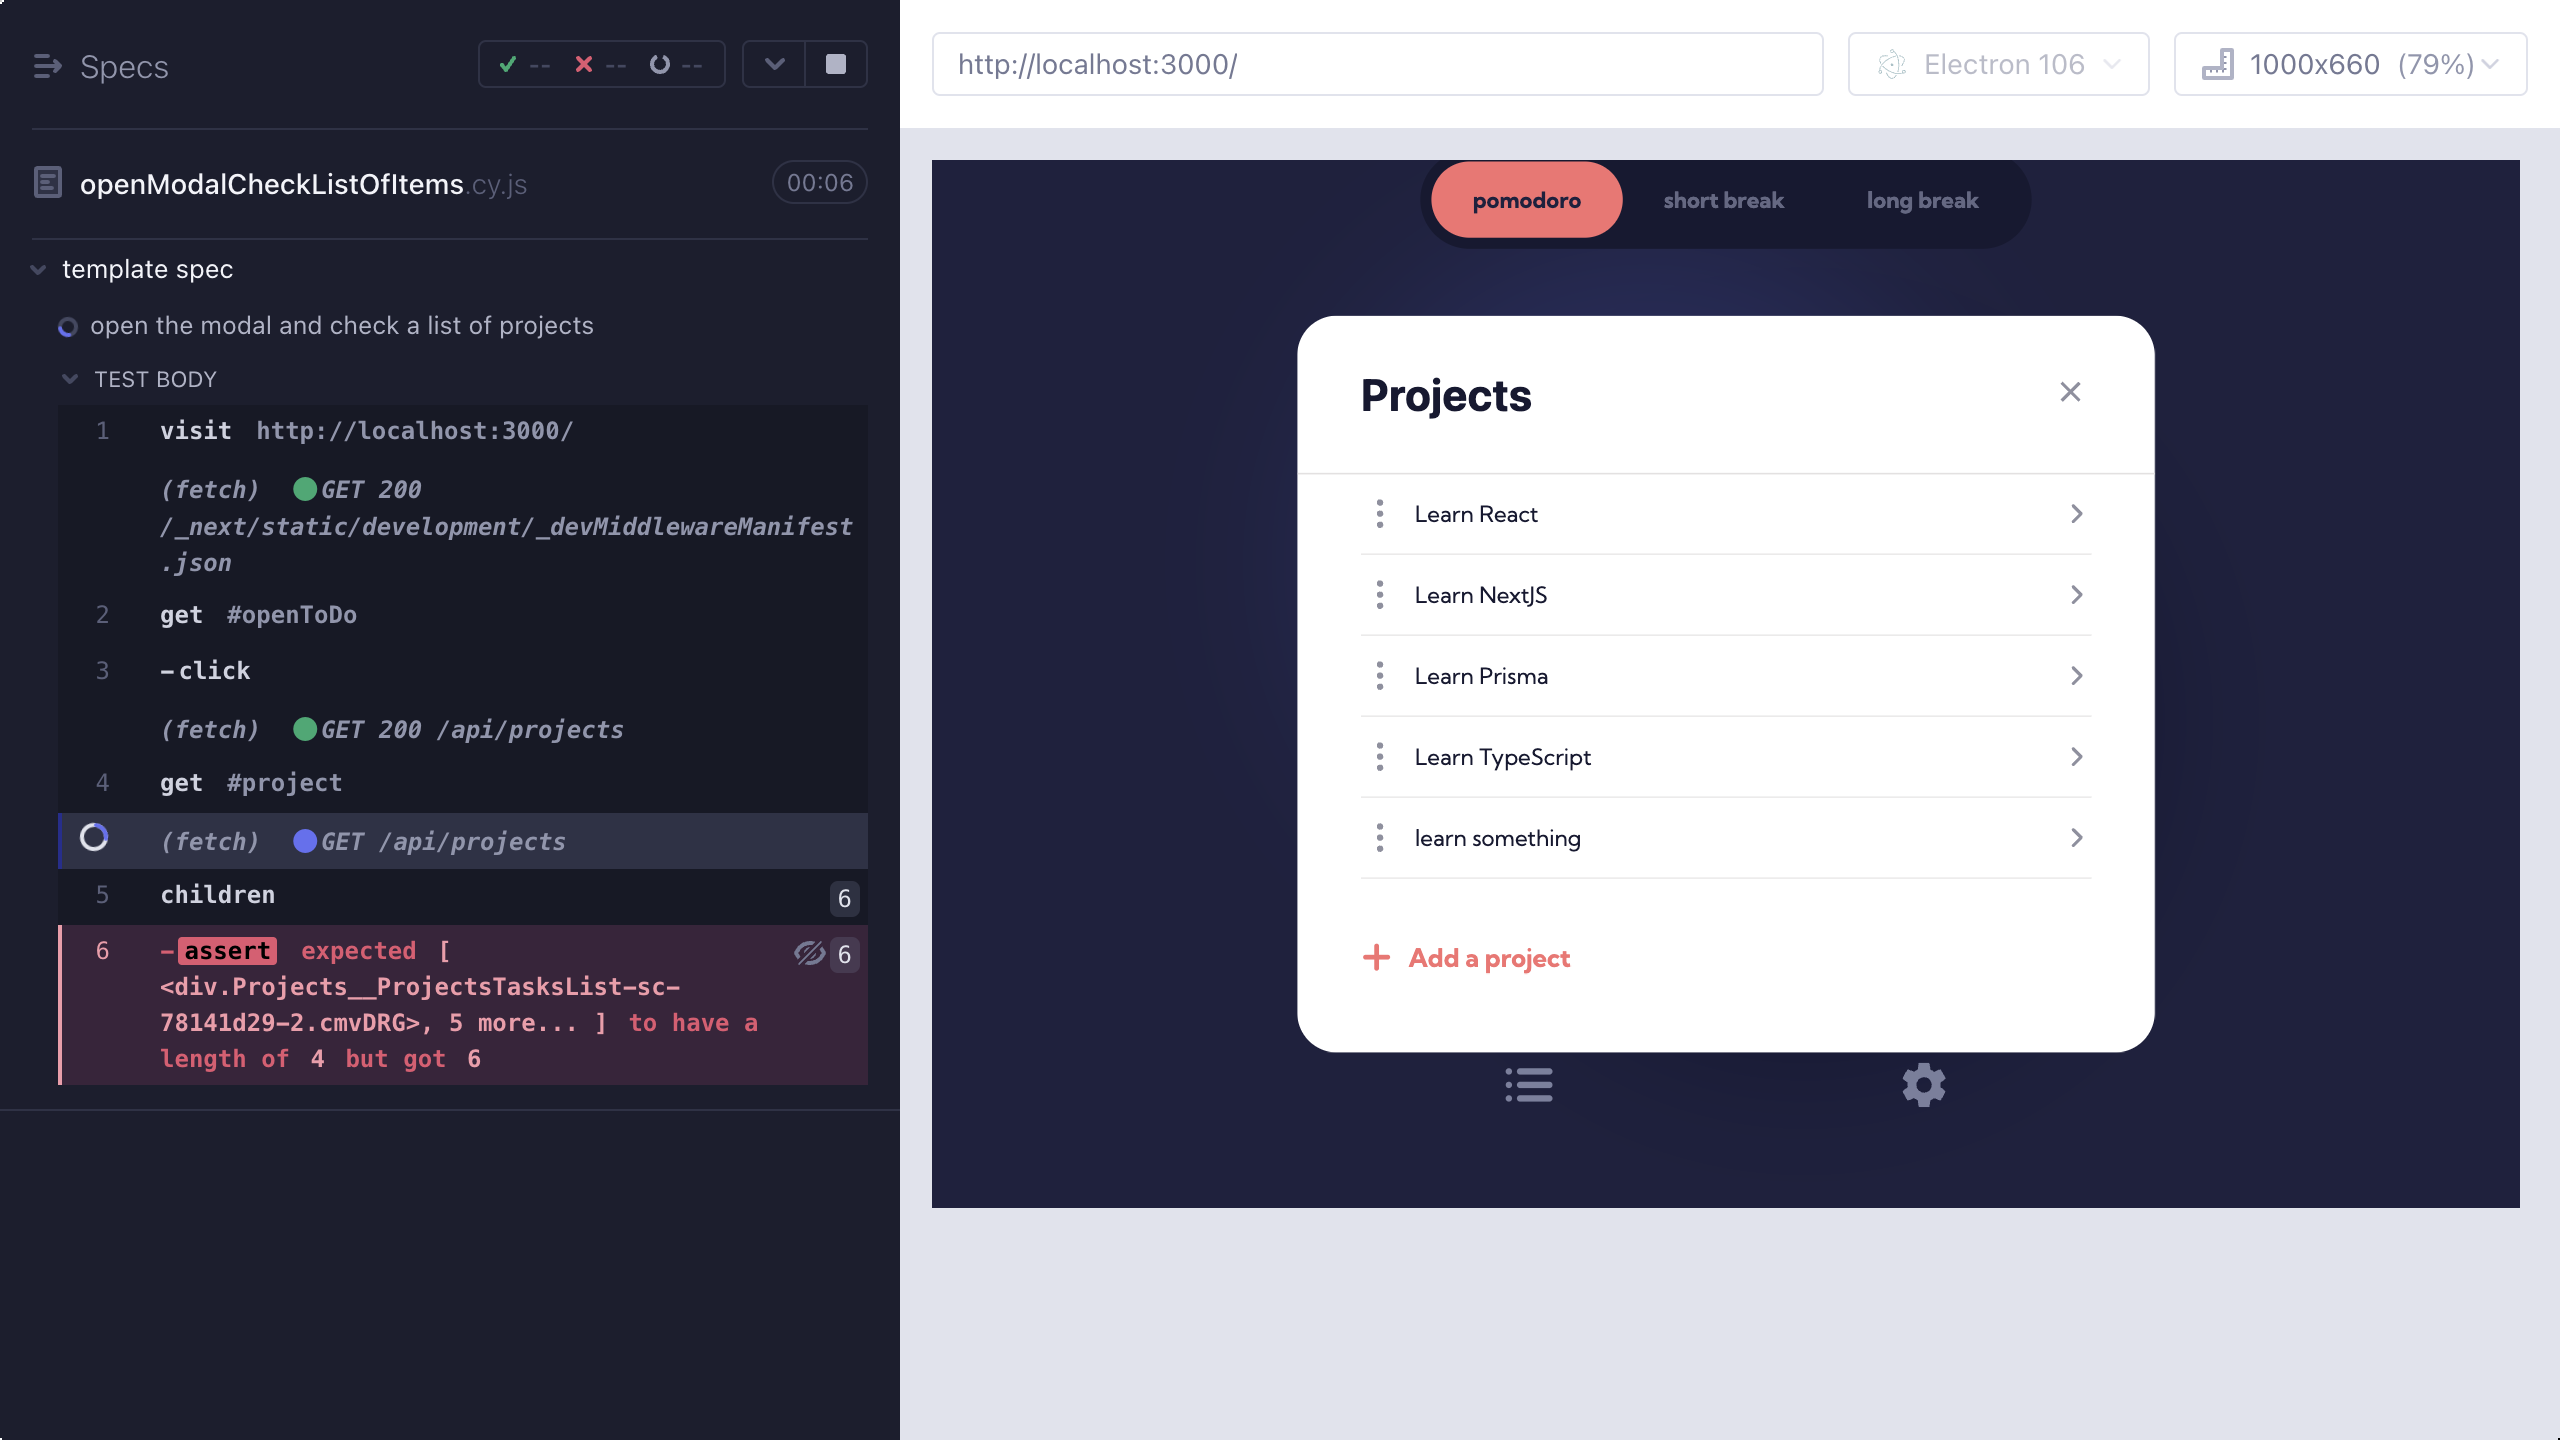 Specs
-- -- --
openModalCheckListOfItems.cy.js
00:06
template spec
open the modal and check a list of projects
TEST BODY
1 visit http://localhost:3000/
(fetch) GET 200
/_next/static/development/_devMiddlewareManifest
.json
2 get #openToDo
3 -click
(fetch) GET 200 /api/projects
4 get #project
(fetch) GET /api/projects
5 children 6
6 -assert expected [ 6
<div.Projects__ProjectsTasksList-sc-
78141d29-2.cmvDRG>, 5 more... ] to have a
length of 4 but got 6
http://localhost:3000/
Electron 106
1000x660 (79%)
pomodoro
short break
long break
Projects
Learn React
Learn NextJS
Learn Prisma
Learn TypeScript
learn something
+ Add a project